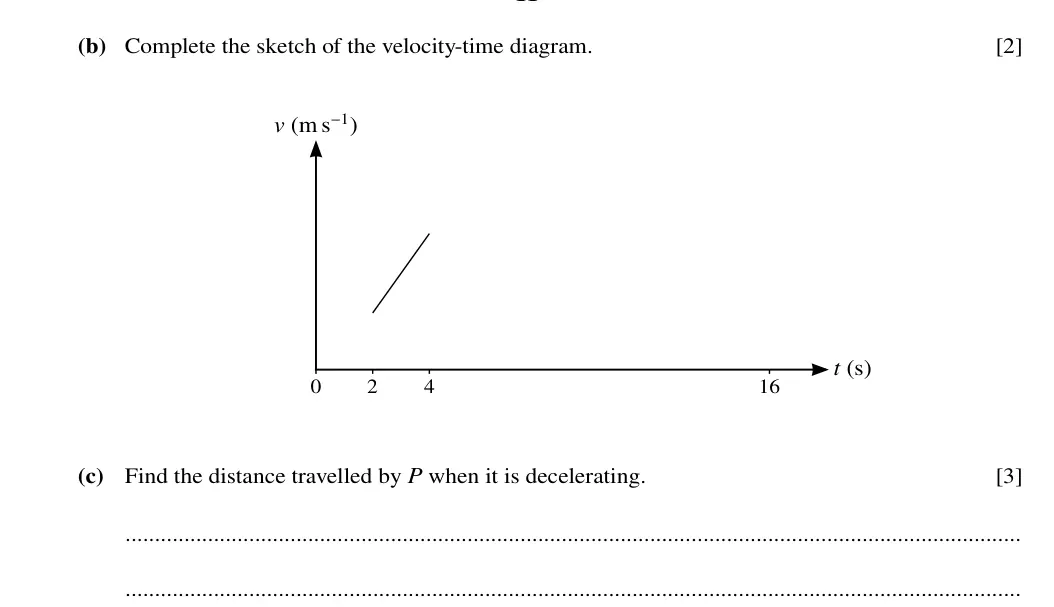 (b) Complete the sketch of the velocity-time diagram. [2]
v (m s⁻¹)
t (s)
0 2 4 16
(c) Find the distance travelled by P when it is decelerating. [3]